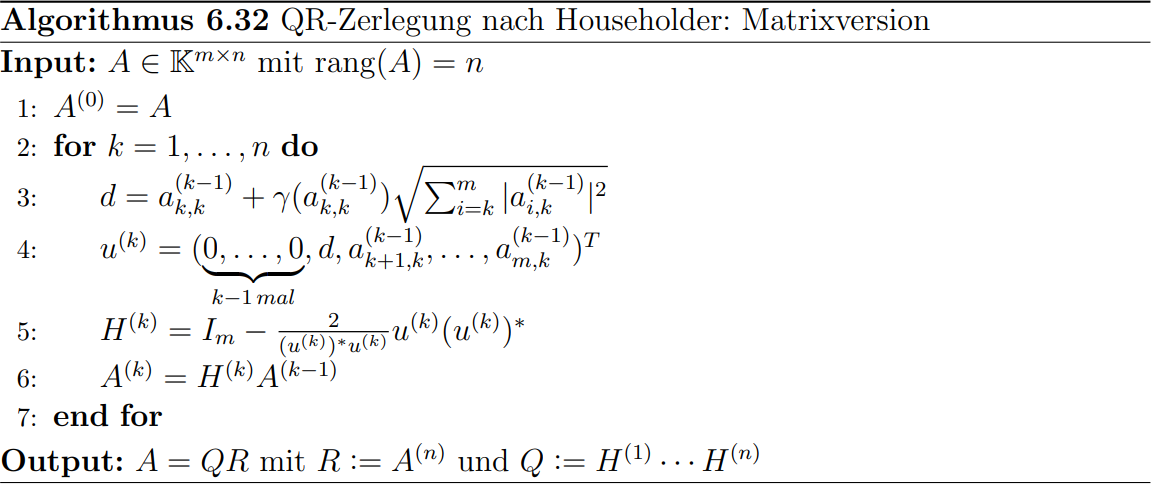 Algorithmus 6.32 QR-Zerlegung nach Householder: Matrixversion
Input: $A \in \mathbb{K}^{m \times n}$ mit rang$(A) = n$
1: $A^{(0)} = A$
2: for $k = 1, \ldots, n$ do
3: $d = a_{k,k}^{(k-1)} + \gamma(a_{k,k}^{(k-1)}) \sqrt{\sum_{i=k}^{m} |a_{i,k}^{(k-1)}|^2}$
4: $u^{(k)} = (\underbrace{0, \ldots, 0}_{k-1\,mal}, d, a_{k+1,k}^{(k-1)}, \ldots, a_{m,k}^{(k-1)})^T$
5: $H^{(k)} = I_m - \frac{2}{(u^{(k)})^* u^{(k)}} u^{(k)} (u^{(k)})^*$
6: $A^{(k)} = H^{(k)} A^{(k-1)}$
7: end for
Output: $A = QR$ mit $R := A^{(n)}$ und $Q := H^{(1)} \cdots H^{(n)}$